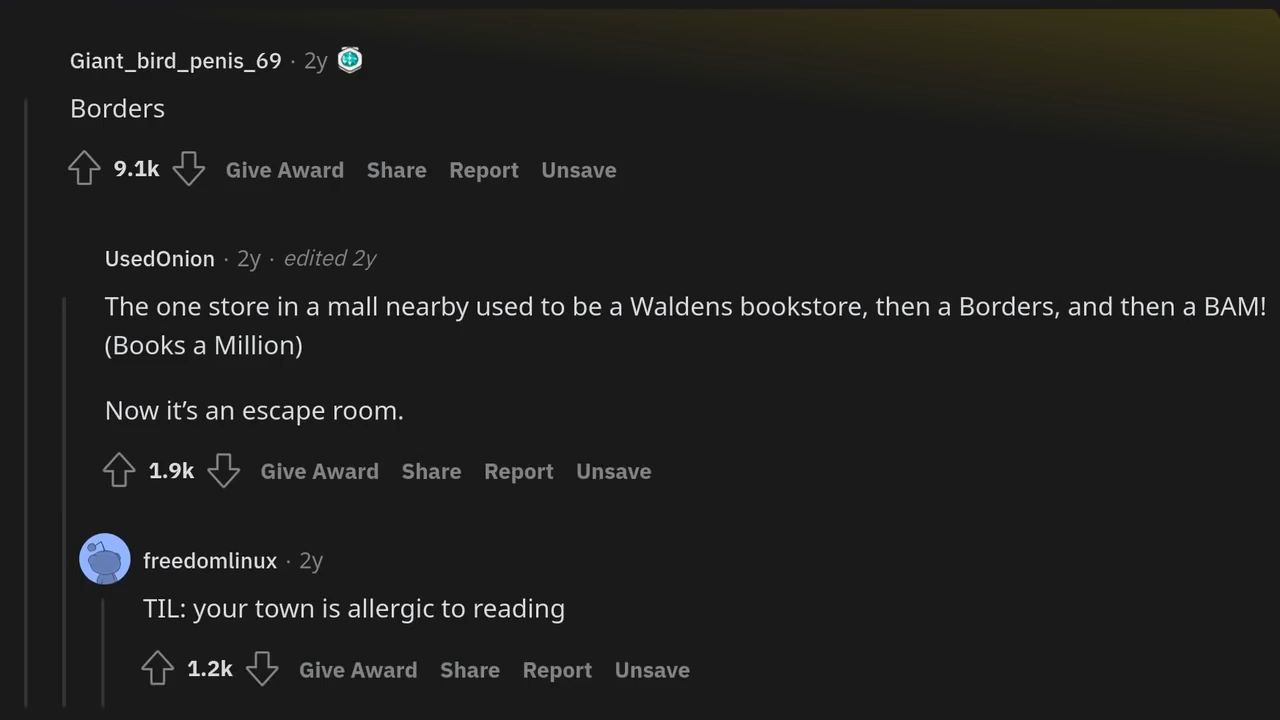 Giant_bird_penis_69 · 2y
Borders
9.1k Give Award Share Report Unsave
UsedOnion · 2y · edited 2y
The one store in a mall nearby used to be a Waldens bookstore, then a Borders, and then a BAM!
(Books a Million)
Now it’s an escape room.
1.9k Give Award Share Report Unsave
freedomlinux · 2y
TIL: your town is allergic to reading
1.2k Give Award Share Report Unsave